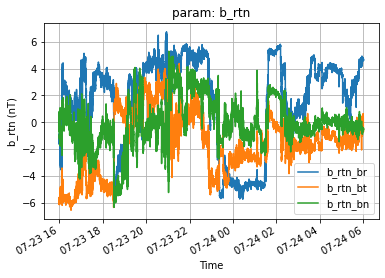 param: b_rtn
b_rtn (nT)
6
4
2
0
−2
−4
−6
b_rtn_br
b_rtn_bt
b_rtn_bn
07-23 16
07-23 18
07-23 20
07-23 22
07-24 00
07-24 02
07-24 04
07-24 06
Time